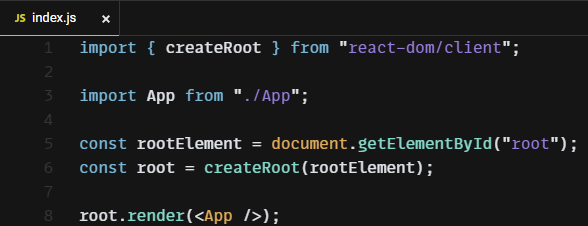 JS index.js ×
1 import { createRoot } from "react-dom/client";
2
3 import App from "./App";
4
5 const rootElement = document.getElementById("root");
6 const root = createRoot(rootElement);
7
8 root.render(<App />);